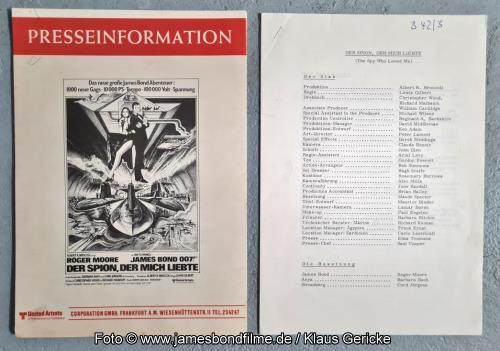 PRESSEINFORMATION
Das neue große James Bond Abenteuer:
1000 neue Gags · 10000 PS · Tempo · 100000 Volt · Spannung
ROGER MOORE JAMES BOND 007
DER SPION, DER MICH LIEBTE
United Artists
CORPORATION GMBH. FRANKFURT A.M. WIESENHÜTTENSTR. 11 TEL. 234247
3 42/3
DER SPION, DER MICH LIEBTE
(The Spy Who Loved Me)
Der Stab
Produktion Albert R. Broccoli
Regie Lewis Gilbert
Drehbuch Christopher Wood,
Richard Maibaum
Associate Producer William Cartlidge
Special Assistant to the Producer Michael Wilson
Production Controller Reginald A. Barkshire
Produktions-Manager David Middlemas
Produktions-Entwurf Ken Adam
Art-Director Peter Lamont
Special Effects Derek Meddings
Kamera Claude Renoir
Schnitt John Glen
Regie-Assistent Ariel Levy
Ton Gordon Everett
Action-Arrangeur Bob Simmons
Set Dresser Hugh Scaife
Kostüme Rosemary Burrows
Kameraführung Alec Mills
Continuity June Randall
Production Accountant Brian Bailey
Besetzung Maude Spector
Titel-Entwurf Maurice Binder
Unterwasser-Kamera Lamar Boren
Make-up Paul Engelen
Frisuren Barbara Ritchie
Technischer Berater: Marine Richard Kennan
Location Manager: Ägypten Frank Ernst
Location Manager: Sardinien Carlo Lastricati
Presse
Presse-Chef Saul Cooper
Die Besetzung
James Bond Roger Moore
Anya Barbara Bach
Stromberg Curd Jürgens
Foto © www.jamesbondfilme.de / Klaus Gericke